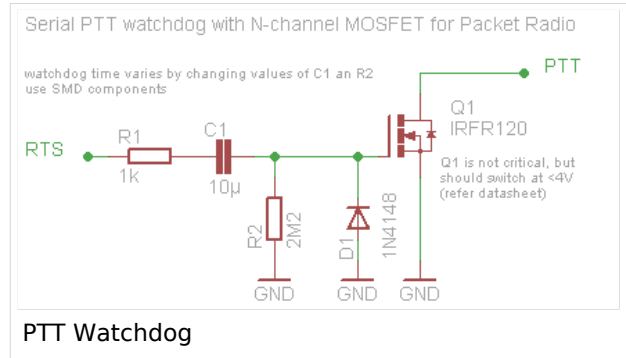 Serial PTT watchdog with N-channel MOSFET for Packet Radio
watchdog time varies by changing values of C1 an R2
use SMD components
PTT
Q1
IRFR120
Q1 is not critical, but
should switch at <4V
(refer datasheet)
RTS
R1
1k
C1
10µ
R2
2M2
D1
1N4148
GND
GND
GND
PTT Watchdog